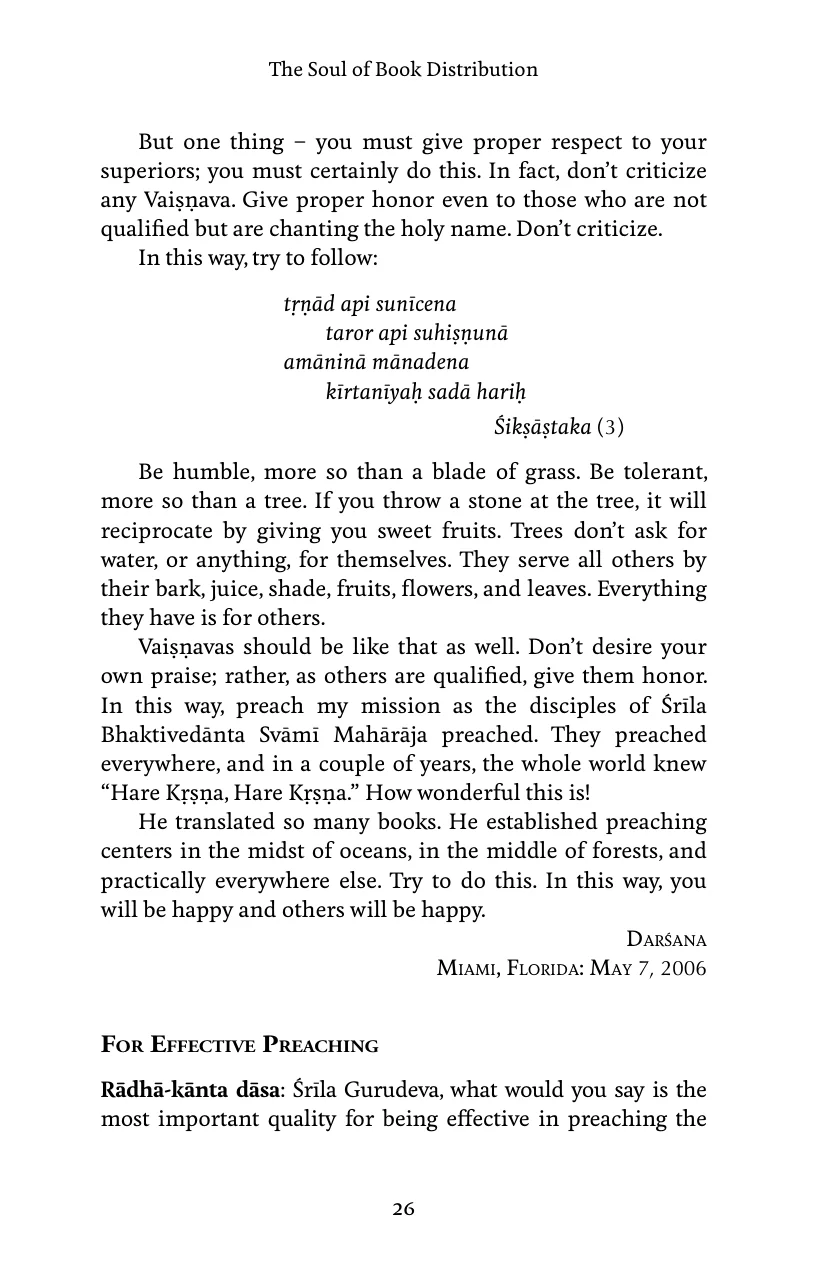 The Soul of Book Distribution
But one thing – you must give proper respect to your
superiors; you must certainly do this. In fact, don’t criticize
any Vaiṣṇava. Give proper honor even to those who are not
qualified but are chanting the holy name. Don’t criticize.
In this way, try to follow:
tṛṇād api sunīcena
taror api suhiṣṇunā
amāninā mānadena
kīrtanīyaḥ sadā hariḥ
Śikṣāṣtaka (3)
Be humble, more so than a blade of grass. Be tolerant,
more so than a tree. If you throw a stone at the tree, it will
reciprocate by giving you sweet fruits. Trees don’t ask for
water, or anything, for themselves. They serve all others by
their bark, juice, shade, fruits, flowers, and leaves. Everything
they have is for others.
Vaiṣṇavas should be like that as well. Don’t desire your
own praise; rather, as others are qualified, give them honor.
In this way, preach my mission as the disciples of Śrīla
Bhaktivedānta Svāmī Mahārāja preached. They preached
everywhere, and in a couple of years, the whole world knew
“Hare Kṛṣṇa, Hare Kṛṣṇa.” How wonderful this is!
He translated so many books. He established preaching
centers in the midst of oceans, in the middle of forests, and
practically everywhere else. Try to do this. In this way, you
will be happy and others will be happy.
Darśana
Miami, Florida: May 7, 2006
For Effective Preaching
Rādhā-kānta dāsa: Śrīla Gurudeva, what would you say is the
most important quality for being effective in preaching the
26